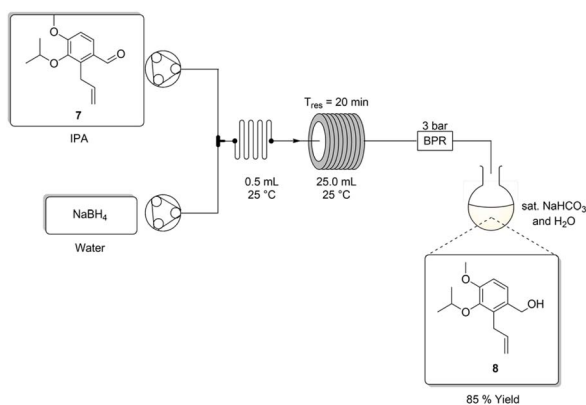 O
O
O
7
IPA
NaBH4
Water
0.5 mL
25 °C
Tres = 20 min
25.0 mL
25 °C
3 bar
BPR
sat. NaHCO3
and H2O
O
O
OH
8
85 % Yield